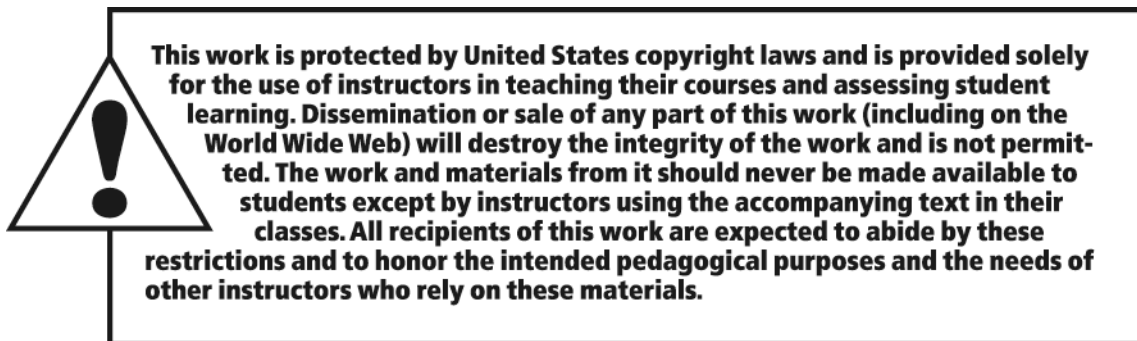 This work is protected by United States copyright laws and is provided solely
for the use of instructors in teaching their courses and assessing student
learning. Dissemination or sale of any part of this work (including on the
World Wide Web) will destroy the integrity of the work and is not permit-
ted. The work and materials from it should never be made available to
students except by instructors using the accompanying text in their
classes. All recipients of this work are expected to abide by these
restrictions and to honor the intended pedagogical purposes and the needs of
other instructors who rely on these materials.